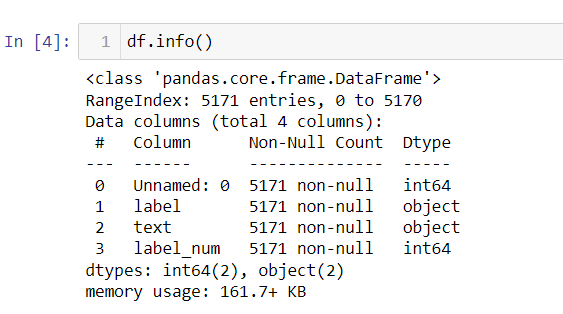 In [4]: 1 df.info()
<class 'pandas.core.frame.DataFrame'>
RangeIndex: 5171 entries, 0 to 5170
Data columns (total 4 columns):
 #   Column      Non-Null Count  Dtype
---  ------      --------------  -----
 0   Unnamed: 0  5171 non-null   int64
 1   label       5171 non-null   object
 2   text        5171 non-null   object
 3   label_num   5171 non-null   int64
dtypes: int64(2), object(2)
memory usage: 161.7+ KB